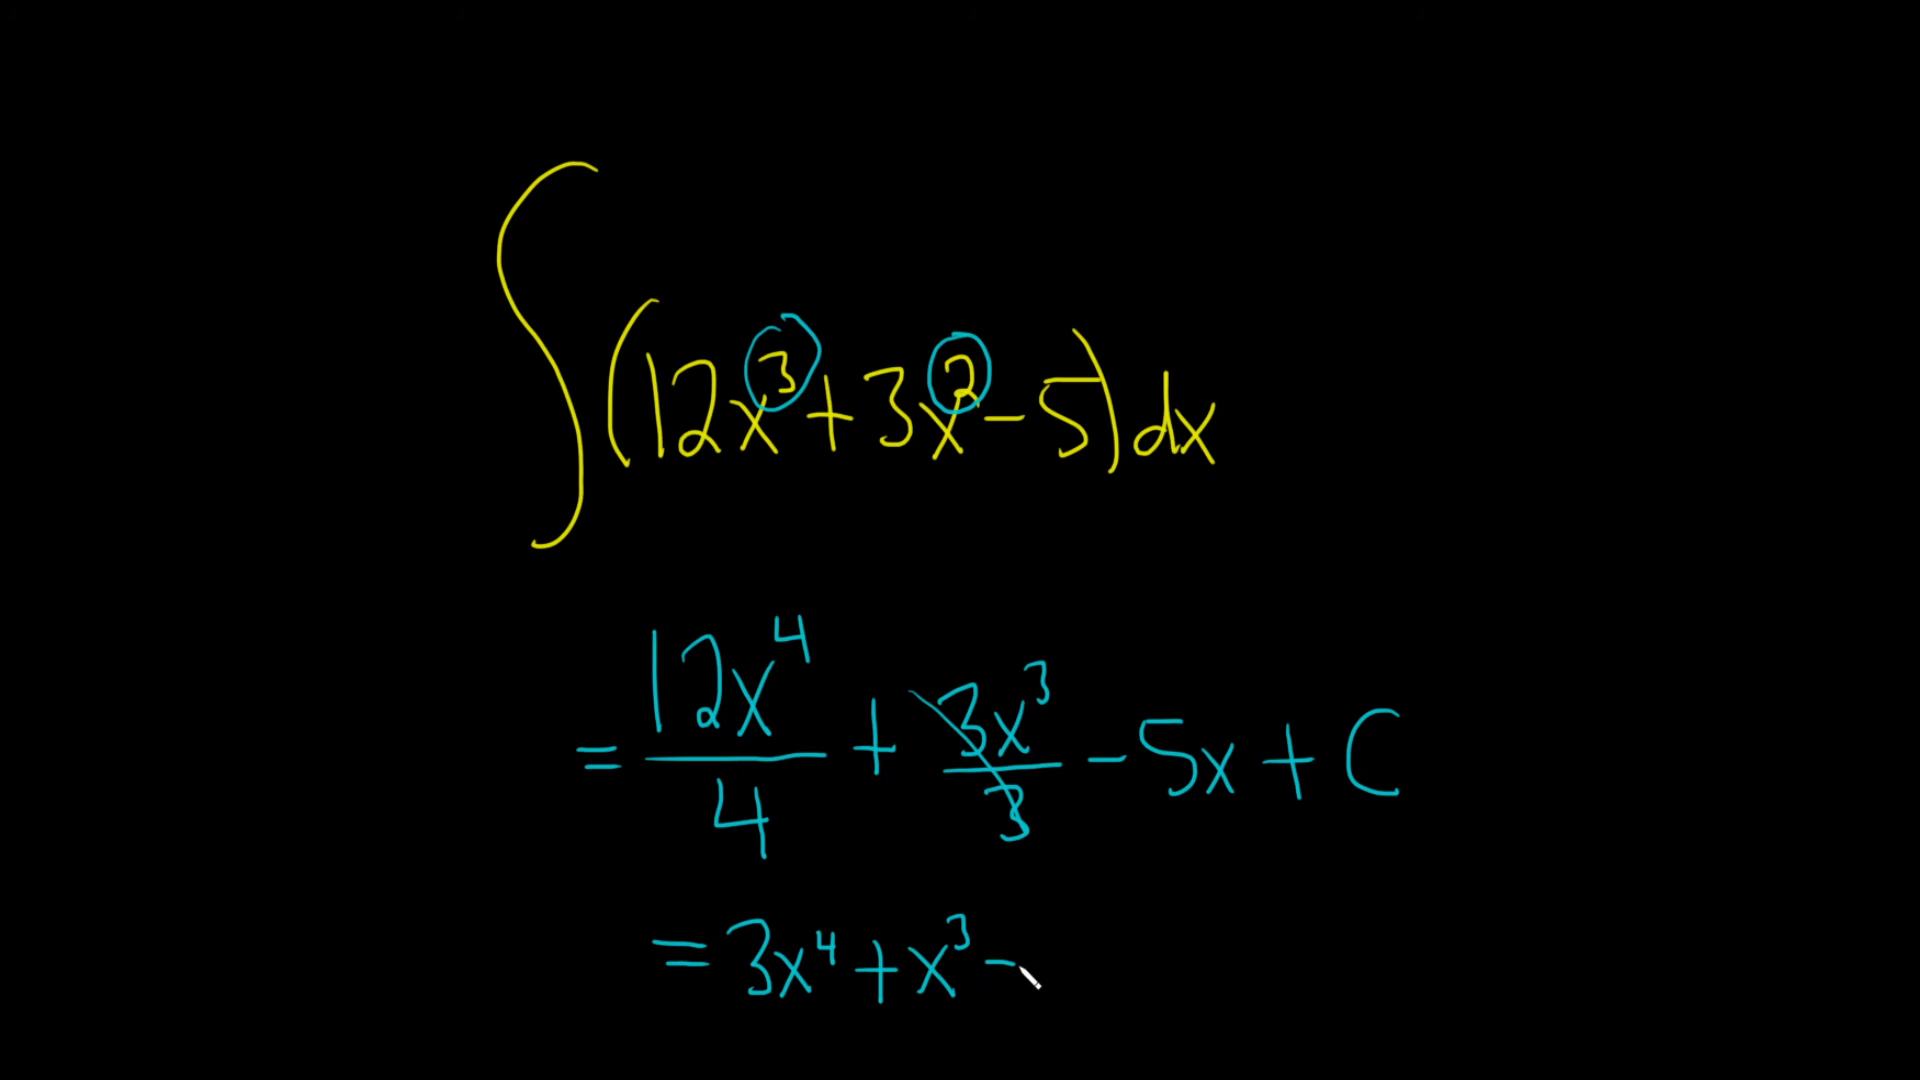 ∫(12x³+3x²-5)dx
= 12x⁴/4 + 3x³/3 - 5x + C
= 3x⁴ + x³ -